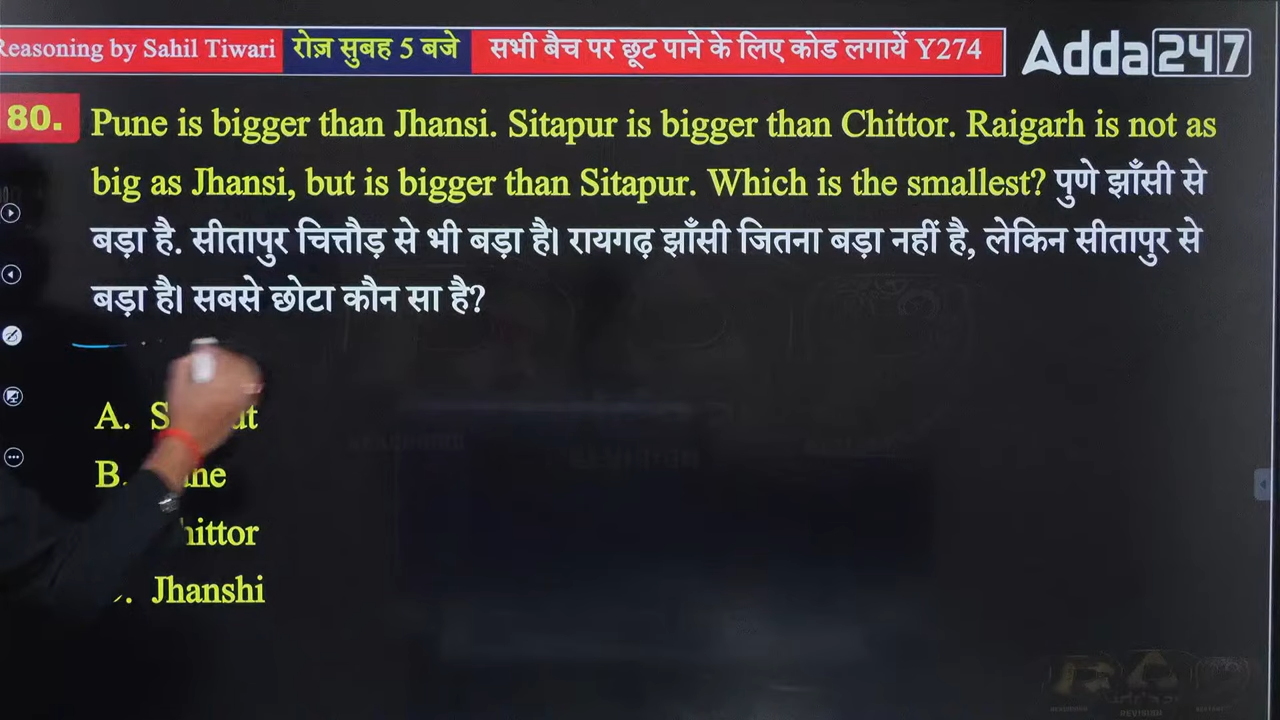 Reasoning by Sahil Tiwari रोज़ सुबह 5 बजे सभी बैच पर छूट पाने के लिए कोड लगायें Y274 Adda247
80. Pune is bigger than Jhansi. Sitapur is bigger than Chittor. Raigarh is not as
big as Jhansi, but is bigger than Sitapur. Which is the smallest? पुणे झाँसी से
बड़ा है. सीतापुर चित्तौड़ से भी बड़ा है। रायगढ़ झाँसी जितना बड़ा नहीं है, लेकिन सीतापुर से
बड़ा है। सबसे छोटा कौन सा है?
A.
B.
hittor
Jhanshi